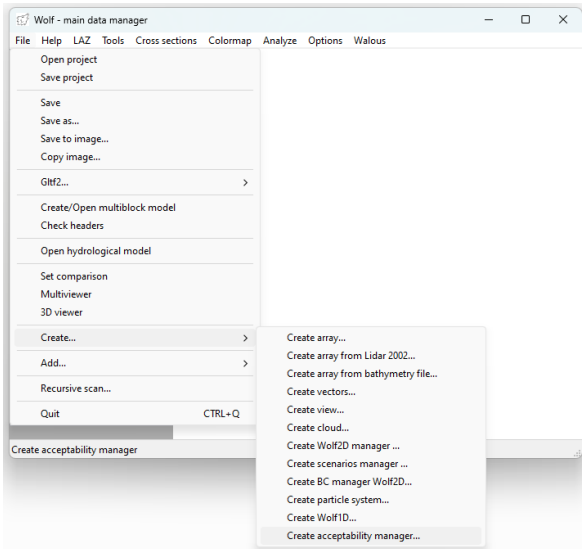 Wolf - main data manager
File Help LAZ Tools Cross sections Colormap Analyze Options Walous
Open project
Save project
Save
Save as...
Save to image...
Copy image...
Gltf2...
Create/Open multiblock model
Check headers
Open hydrological model
Set comparison
Multiviewer
3D viewer
Create...
Add...
Recursive scan...
Quit CTRL+Q
Create array...
Create array from Lidar 2002...
Create array from bathymetry file...
Create vectors...
Create view...
Create cloud...
Create Wolf2D manager ...
Create scenarios manager ...
Create BC manager Wolf2D...
Create particle system...
Create Wolf1D...
Create acceptability manager...
Create acceptability manager